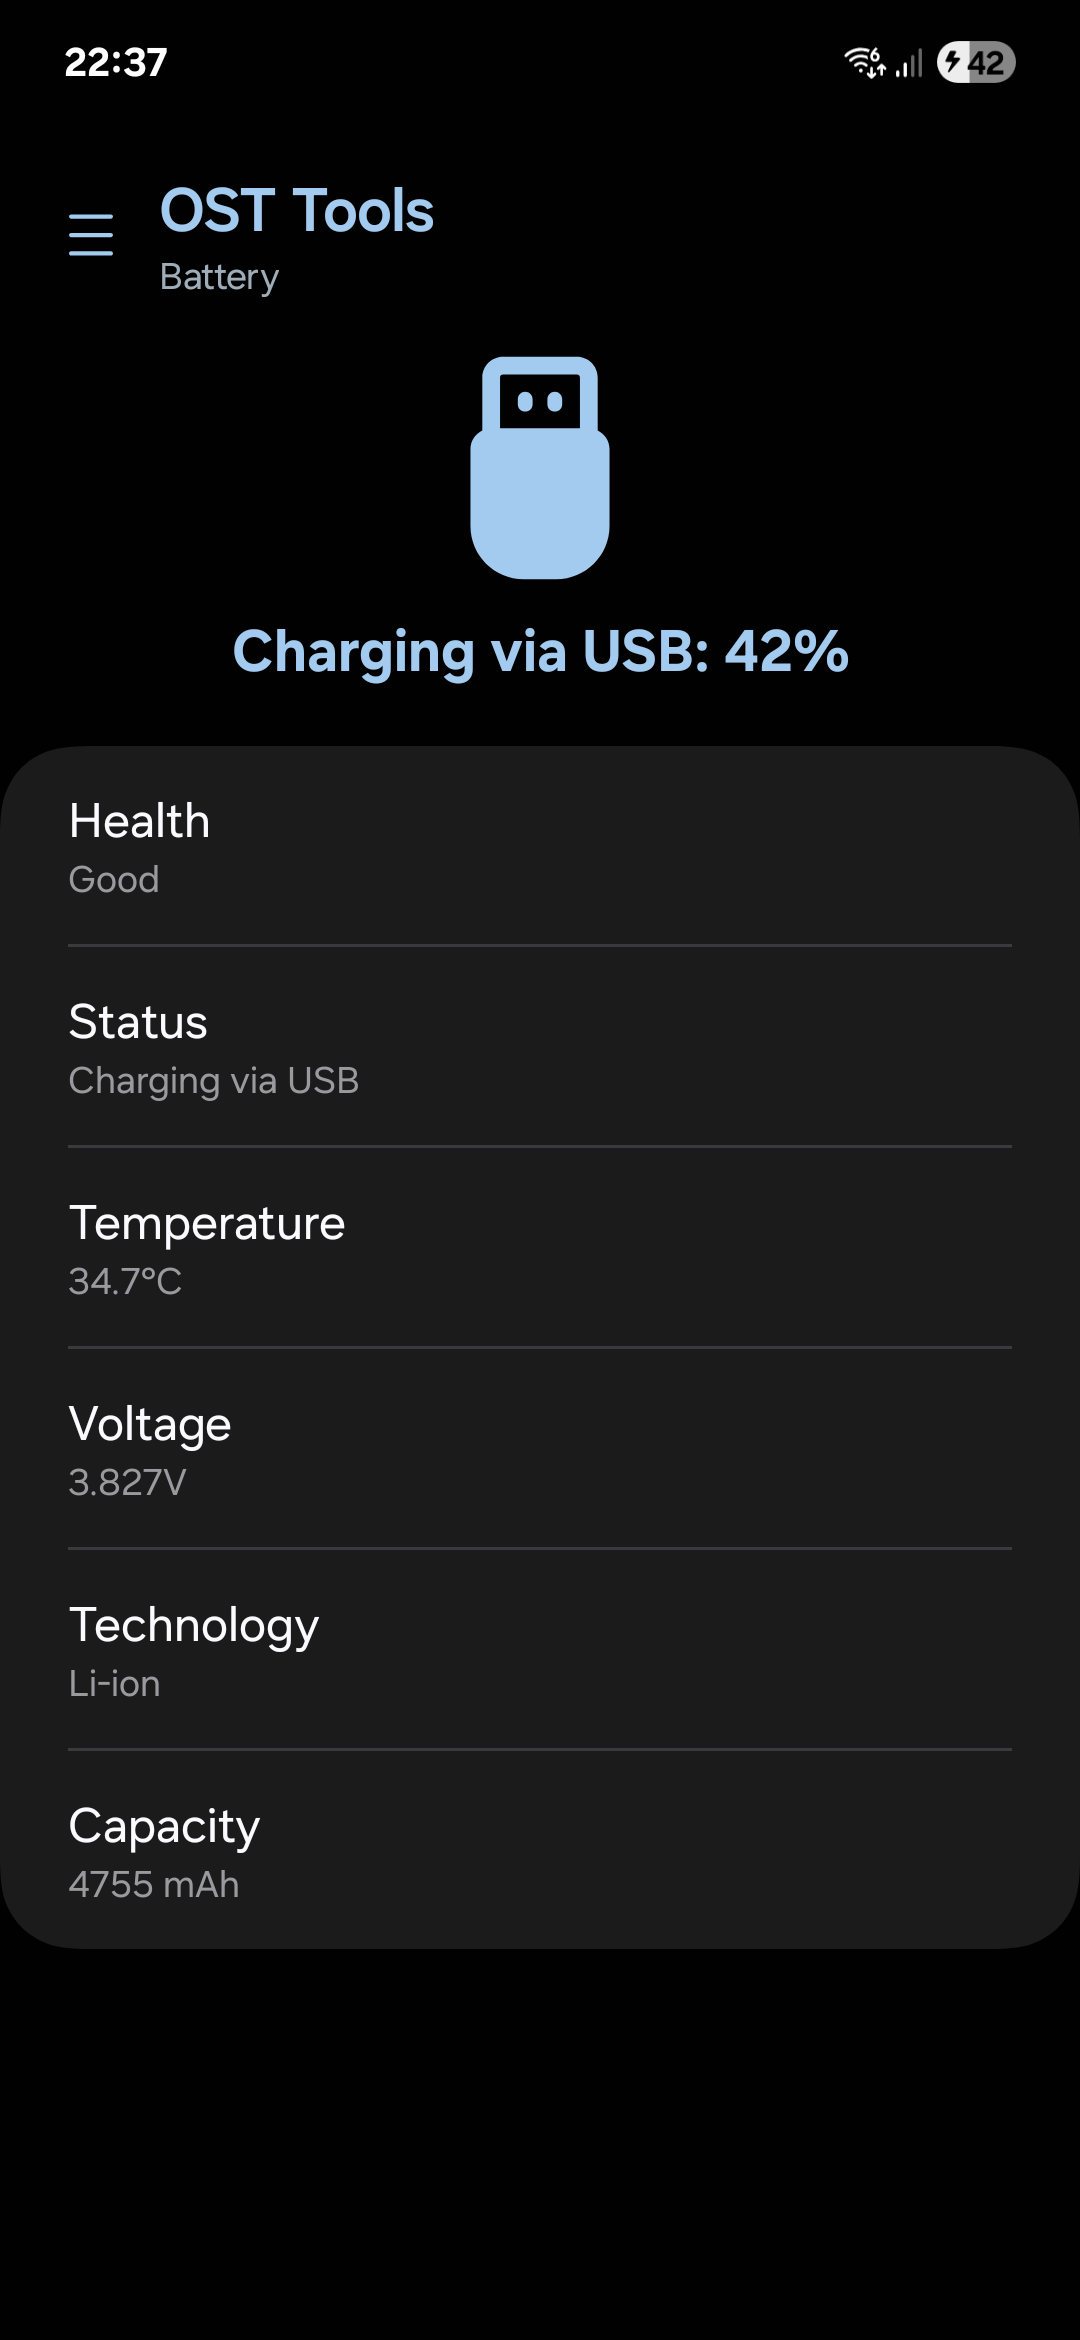 22:37
6
42
OST Tools
Battery
Charging via USB: 42%
Health
Good
Status
Charging via USB
Temperature
34.7°C
Voltage
3.827V
Technology
Li-ion
Capacity
4755 mAh